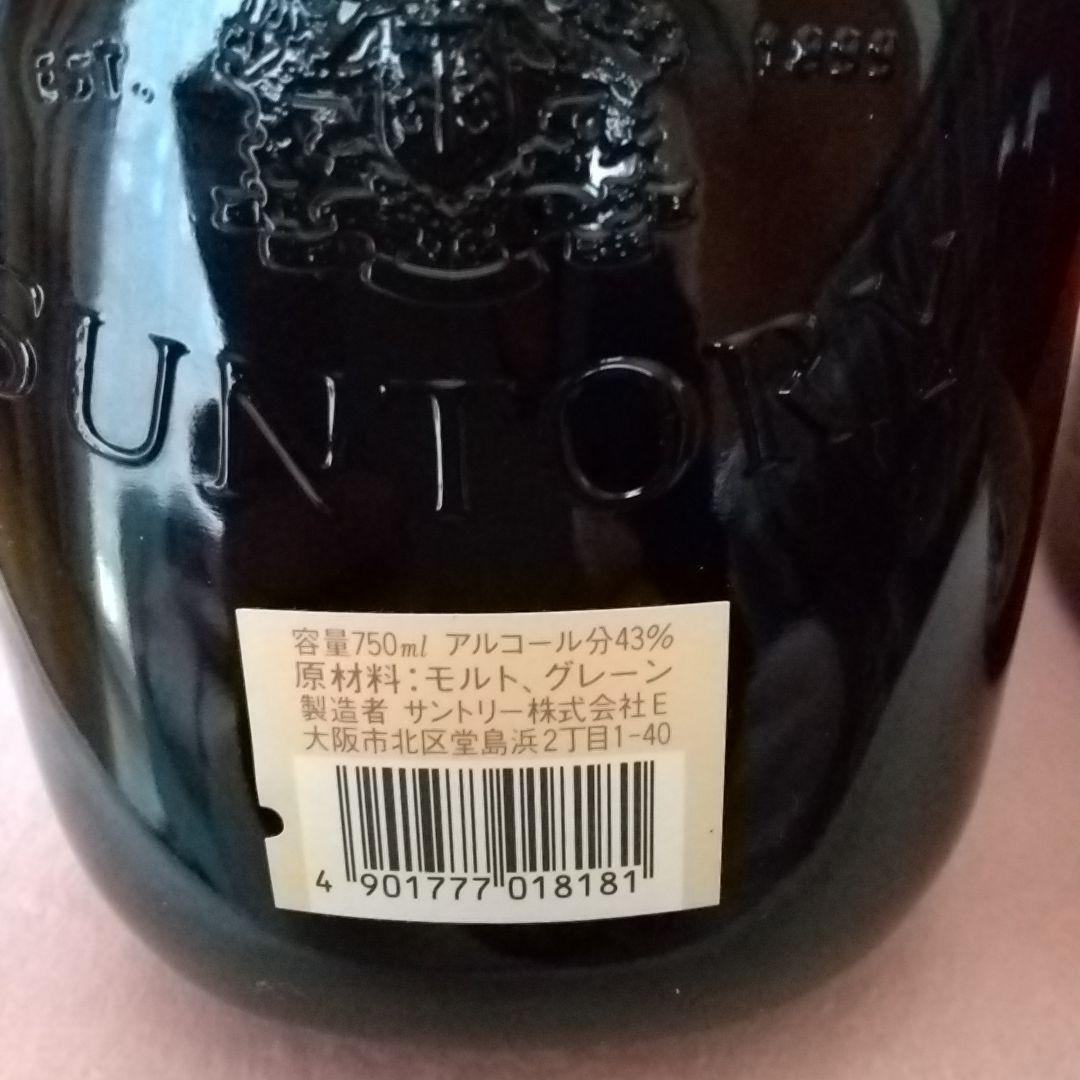 EST. 1899
SUNTORY
容量750ml アルコール分43%
原材料:モルト、グレーン
製造者 サントリー株式会社E
大阪市北区堂島浜2丁目1-40
4 901777 018181